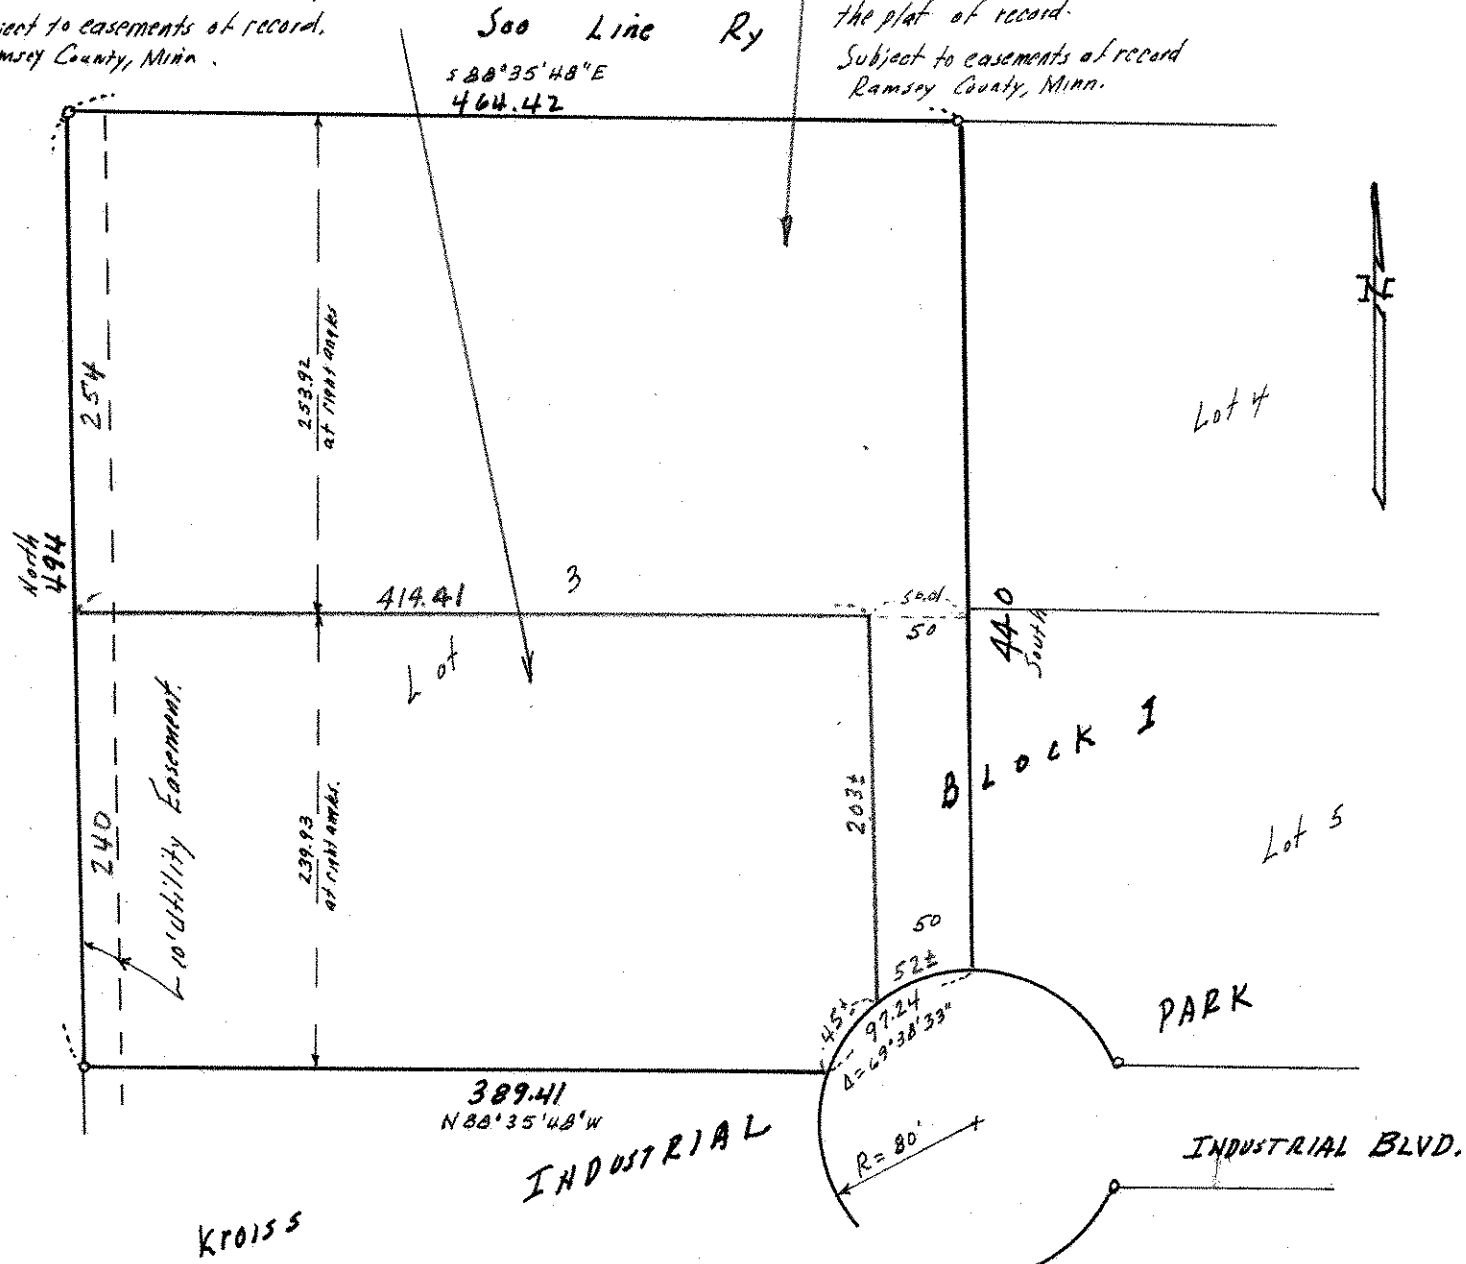 ject to easements of record.
msey County, Minn.
Soo Line Ry
the plat of record.
Subject to easements of record
Ramsey County, Minn.
S 88°35'48"E
464.42
254
253.92
at right angles
Lot 4
North
494
414.41
3
50.01
50
440
South
Lot
BLOCK 1
10' Utility Easement.
240
239.93
at right angles.
203±
Lot 5
50
52±
45±
97.24
Δ=69°38'33"
PARK
389.41
N 88°35'48"W
INDUSTRIAL
R=80'
INDUSTRIAL BLVD.
Kroiss